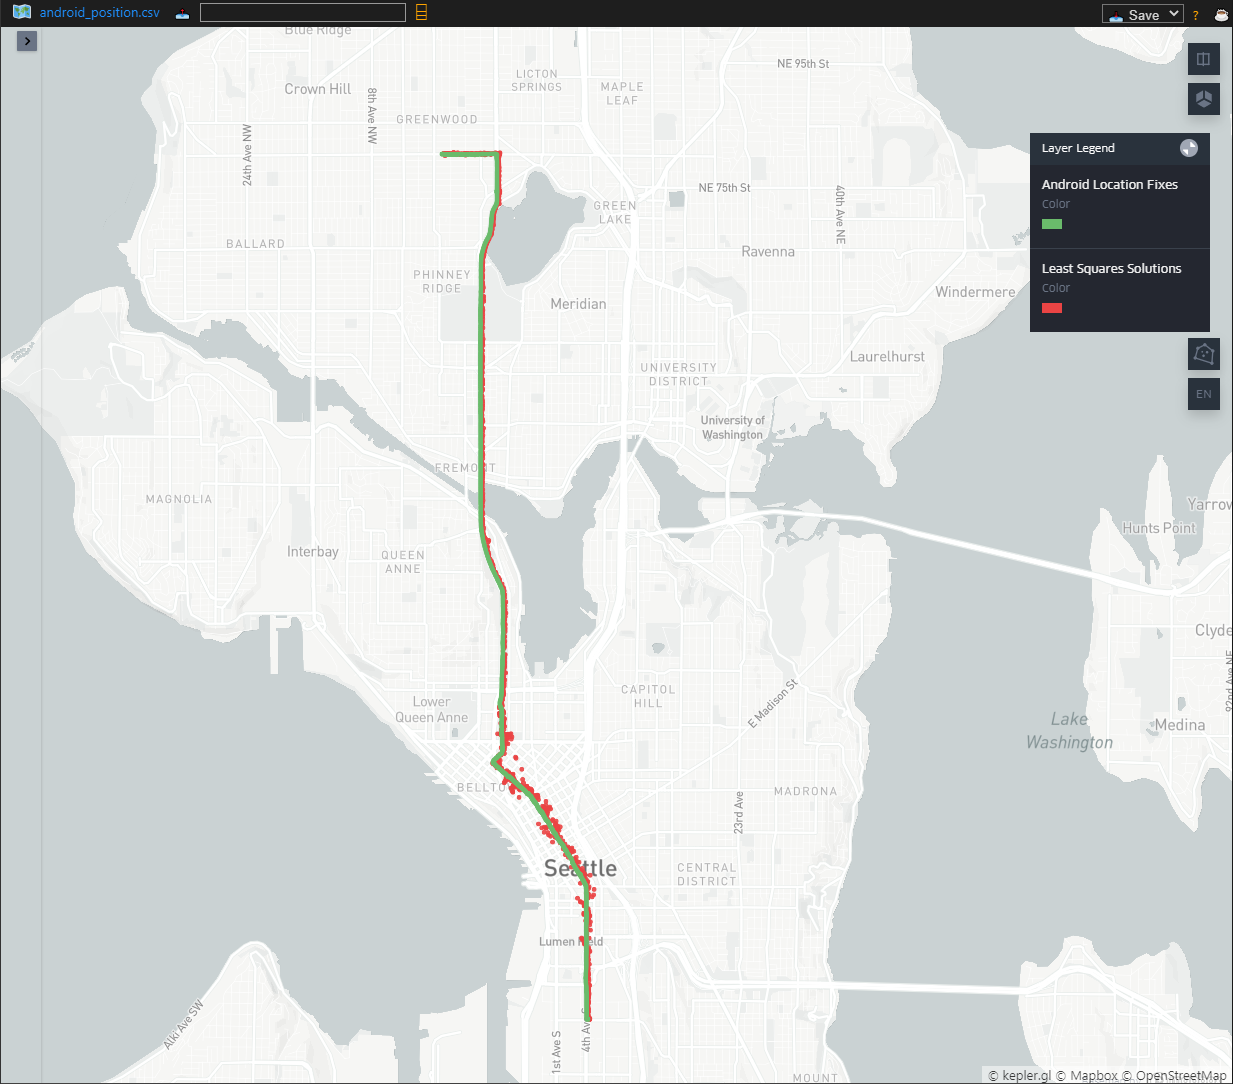 android_position.csv
Save
?
Blue Ridge
NE 95th St
LICTON
SPRINGS
MAPLE
LEAF
Crown Hill
8th Ave NW
GREENWOOD
24th Ave NW
Layer Legend
Android Location Fixes
Color
Least Squares Solutions
Color
EN
NE 75th St
40th Ave NE
GREEN
LAKE
BALLARD
Ravenna
PHINNEY
RIDGE
Meridian
Windermere
Laurelhurst
UNIVERSITY
DISTRICT
University of
Washington
FREMONT
MAGNOLIA
Yarrow
Hunts Point
Interbay
QUEEN
ANNE
Clyde
92nd Ave NE
CAPITOL
HILL
E Madison St
Lower
Queen Anne
Lake
Washington
Medina
BELLTO
MADRONA
23rd Ave
Seattle
CENTRAL
DISTRICT
Lumen Field
Alki Ave SW
1st Ave S
4th Ave S
MOUNT
© kepler.gl © Mapbox © OpenStreetMap